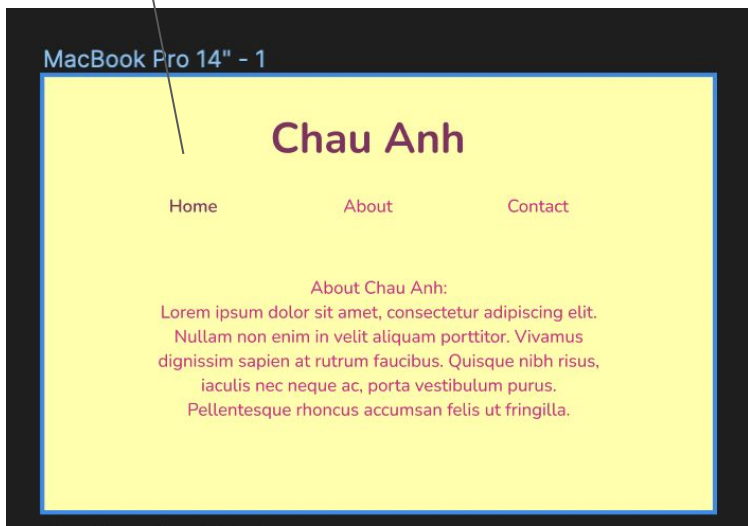 MacBook Pro 14" - 1
Chau Anh
Home About Contact
About Chau Anh:
Lorem ipsum dolor sit amet, consectetur adipiscing elit.
Nullam non enim in velit aliquam porttitor. Vivamus
dignissim sapien at rutrum faucibus. Quisque nibh risus,
iaculis nec neque ac, porta vestibulum purus.
Pellentesque rhoncus accumsan felis ut fringilla.